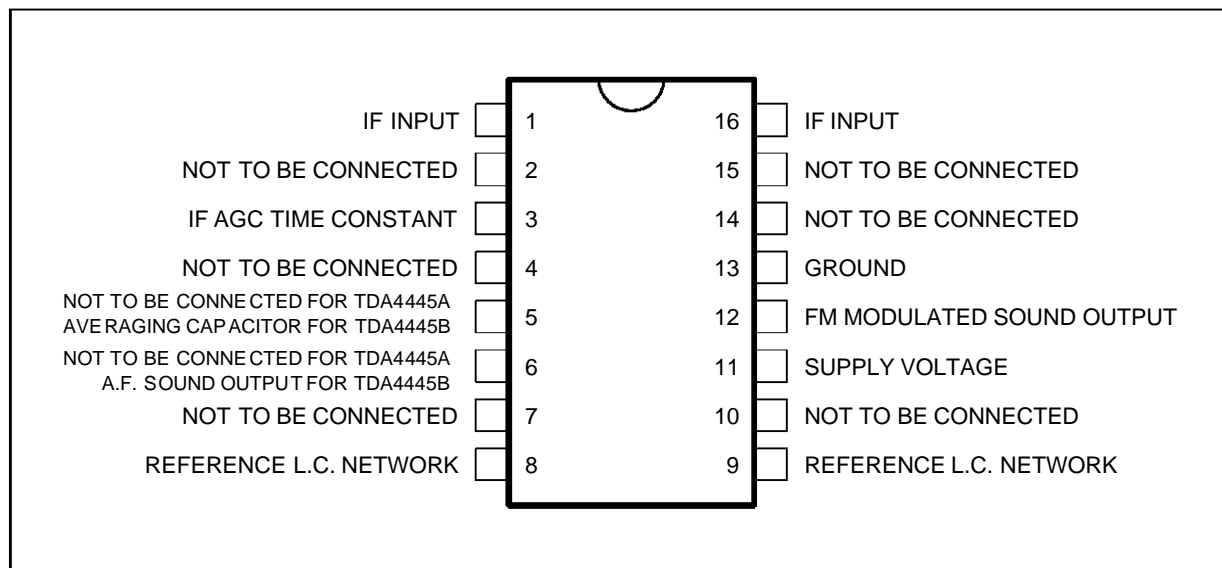 IF INPUT 1 16 IF INPUT
NOT TO BE CONNECTED 2 15 NOT TO BE CONNECTED
IF AGC TIME CONSTANT 3 14 NOT TO BE CONNECTED
NOT TO BE CONNECTED 4 13 GROUND
NOT TO BE CONNECTED FOR TDA4445A
AVERAGING CAPACITOR FOR TDA4445B 5 12 FM MODULATED SOUND OUTPUT
NOT TO BE CONNECTED FOR TDA4445A
A.F. SOUND OUTPUT FOR TDA4445B 6 11 SUPPLY VOLTAGE
NOT TO BE CONNECTED 7 10 NOT TO BE CONNECTED
REFERENCE L.C. NETWORK 8 9 REFERENCE L.C. NETWORK